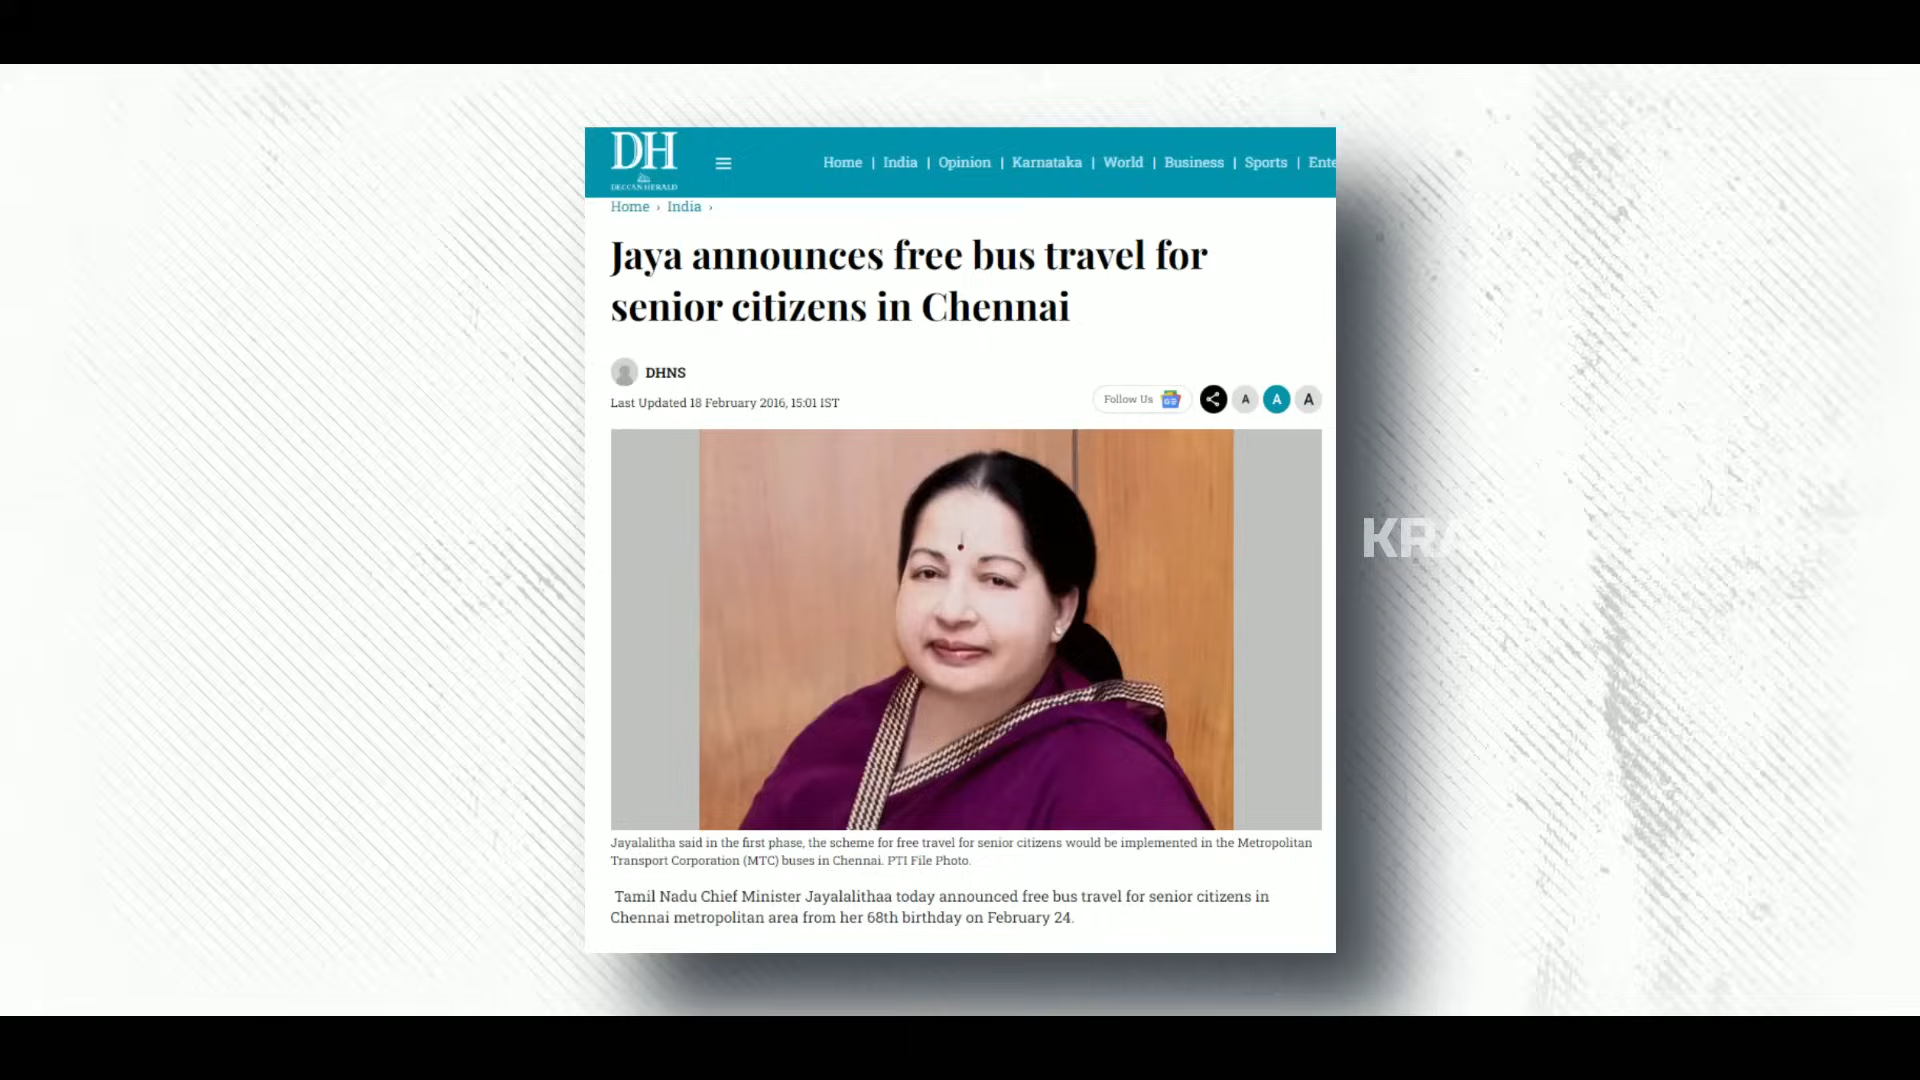 DH
DECCAN HERALD
Home | India | Opinion | Karnataka | World | Business | Sports | Ente
Home › India ›
Jaya announces free bus travel for
senior citizens in Chennai
DHNS
Last Updated 18 February 2016, 15:01 IST
Follow Us
A A A
KRA
Jayalalitha said in the first phase, the scheme for free travel for senior citizens would be implemented in the Metropolitan
Transport Corporation (MTC) buses in Chennai. PTI File Photo.
Tamil Nadu Chief Minister Jayalalithaa today announced free bus travel for senior citizens in
Chennai metropolitan area from her 68th birthday on February 24.